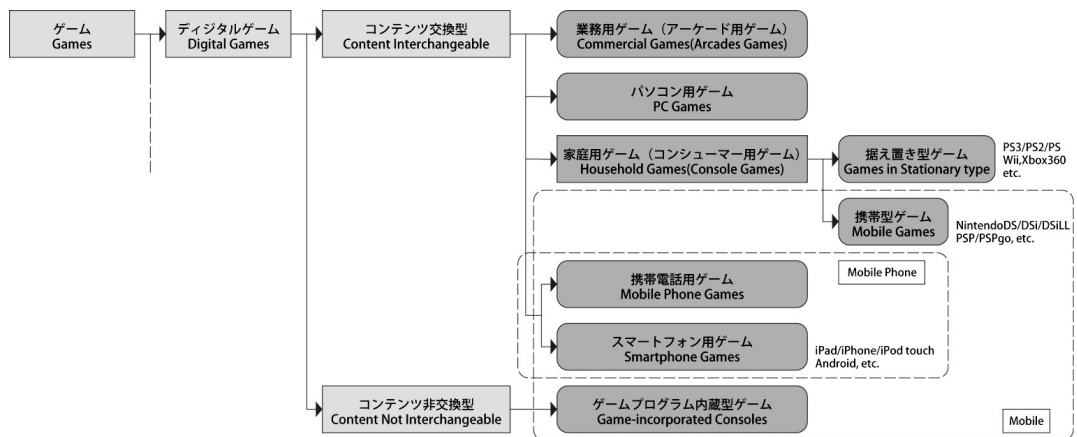 ゲーム
Games
ディジタルゲーム
Digital Games
コンテンツ交換型
Content Interchangeable
業務用ゲーム（アーケード用ゲーム）
Commercial Games(Arcades Games)
パソコン用ゲーム
PC Games
家庭用ゲーム（コンシューマー用ゲーム）
Household Games(Console Games)
据え置き型ゲーム
Games in Stationary type
PS3/PS2/PS
Wii,Xbox360
etc.
携帯型ゲーム
Mobile Games
NintendoDS/DSi/DSiLL
PSP/PSPgo, etc.
Mobile Phone
携帯電話用ゲーム
Mobile Phone Games
スマートフォン用ゲーム
Smartphone Games
iPad/iPhone/iPod touch
Android, etc.
コンテンツ非交換型
Content Not Interchangeable
ゲームプログラム内蔵型ゲーム
Game-incorporated Consoles
Mobile